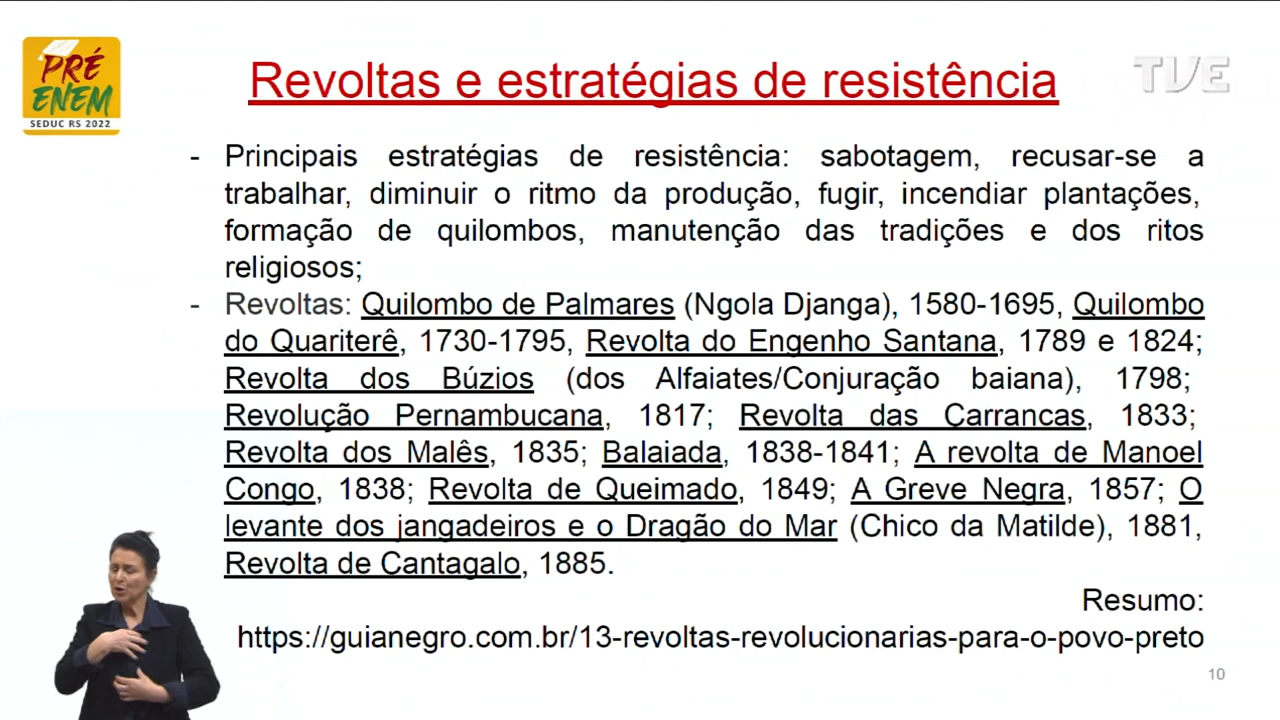 PRÉ
ENEM
SEDUC RS 2022
Revoltas e estratégias de resistência
TVE
- Principais estratégias de resistência: sabotagem, recusar-se a
trabalhar, diminuir o ritmo da produção, fugir, incendiar plantações,
formação de quilombos, manutenção das tradições e dos ritos
religiosos;
- Revoltas: Quilombo de Palmares (Ngola Djanga), 1580-1695, Quilombo
do Quariterê, 1730-1795, Revolta do Engenho Santana, 1789 e 1824;
Revolta dos Búzios (dos Alfaiates/Conjuração baiana), 1798;
Revolução Pernambucana, 1817; Revolta das Carrancas, 1833;
Revolta dos Malês, 1835; Balaiada, 1838-1841; A revolta de Manoel
Congo, 1838; Revolta de Queimado, 1849; A Greve Negra, 1857; O
levante dos jangadeiros e o Dragão do Mar (Chico da Matilde), 1881,
Revolta de Cantagalo, 1885.
Resumo:
https://guianegro.com.br/13-revoltas-revolucionarias-para-o-povo-preto
10